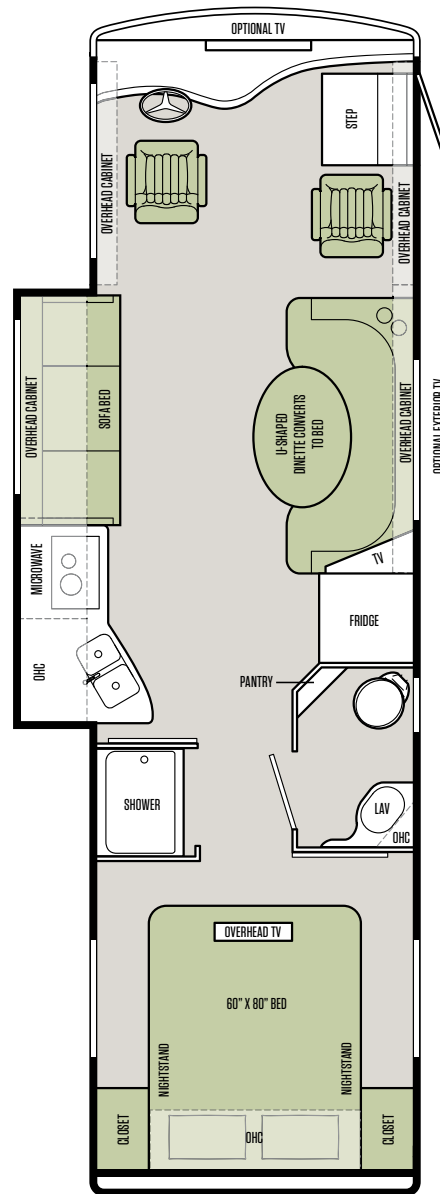 OPTIONAL TV
STEP
OVERHEAD CABINET
OVERHEAD CABINET
OVERHEAD CABINET
SOFA BED
U-SHAPED
DINETTE CONVERTS
TO BED
OVERHEAD CABINET
OPTIONAL EXTERIOR TV
MICROWAVE
TV
FRIDGE
OHC
PANTRY
SHOWER
LAV
OHC
OVERHEAD TV
60" X 80" BED
NIGHTSTAND
NIGHTSTAND
CLOSET
OHC
CLOSET